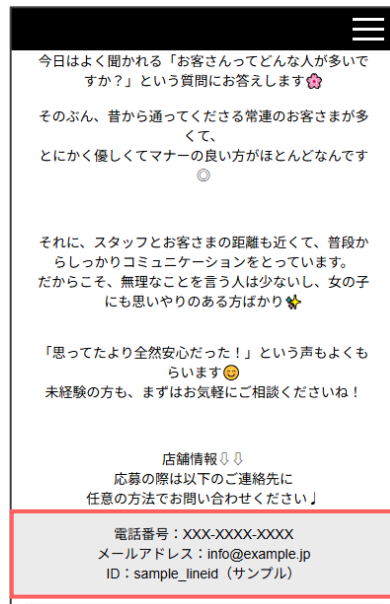 今日はよく聞かれる「お客さんってどんな人が多いで
すか？」という質問にお答えします🌸
そのぶん、昔から通ってくださる常連のお客さまが多
くて、
とにかく優しくてマナーの良い方がほとんどなんです
◎
それに、スタッフとお客さまの距離も近くて、普段か
らしっかりコミュニケーションをとっています。
だからこそ、無理なことを言う人は少ないし、女の子
にも思いやりのある方ばかり✨
「思ってたより全然安心だった！」という声もよくも
らいます😊
未経験の方も、まずはお気軽にご相談くださいね！
店舗情報⇩⇩
応募の際は以下のご連絡先に
任意の方法でお問い合わせください♩
電話番号：XXX-XXXX-XXXX
メールアドレス：info@example.jp
ID：sample_lineid（サンプル）